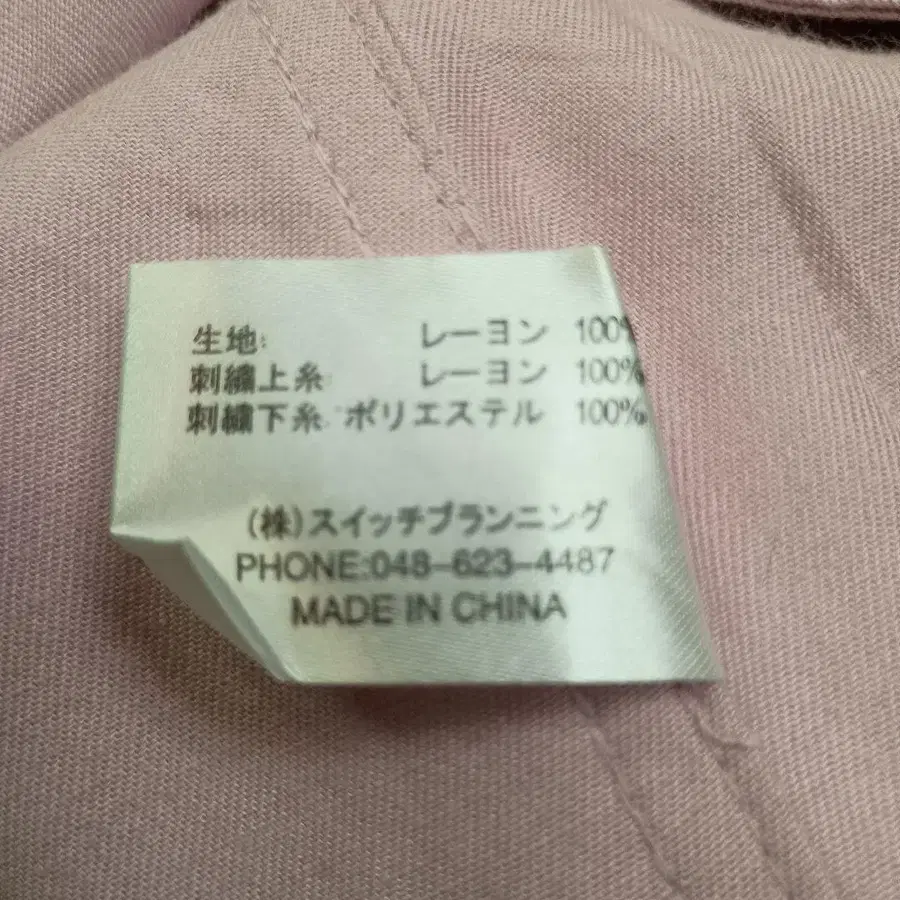 生地: レーヨン 100%
刺繍上糸: レーヨン 100%
刺繍下糸: ポリエステル 100%
(株)スイッチプランニング
PHONE:048-623-4487
MADE IN CHINA